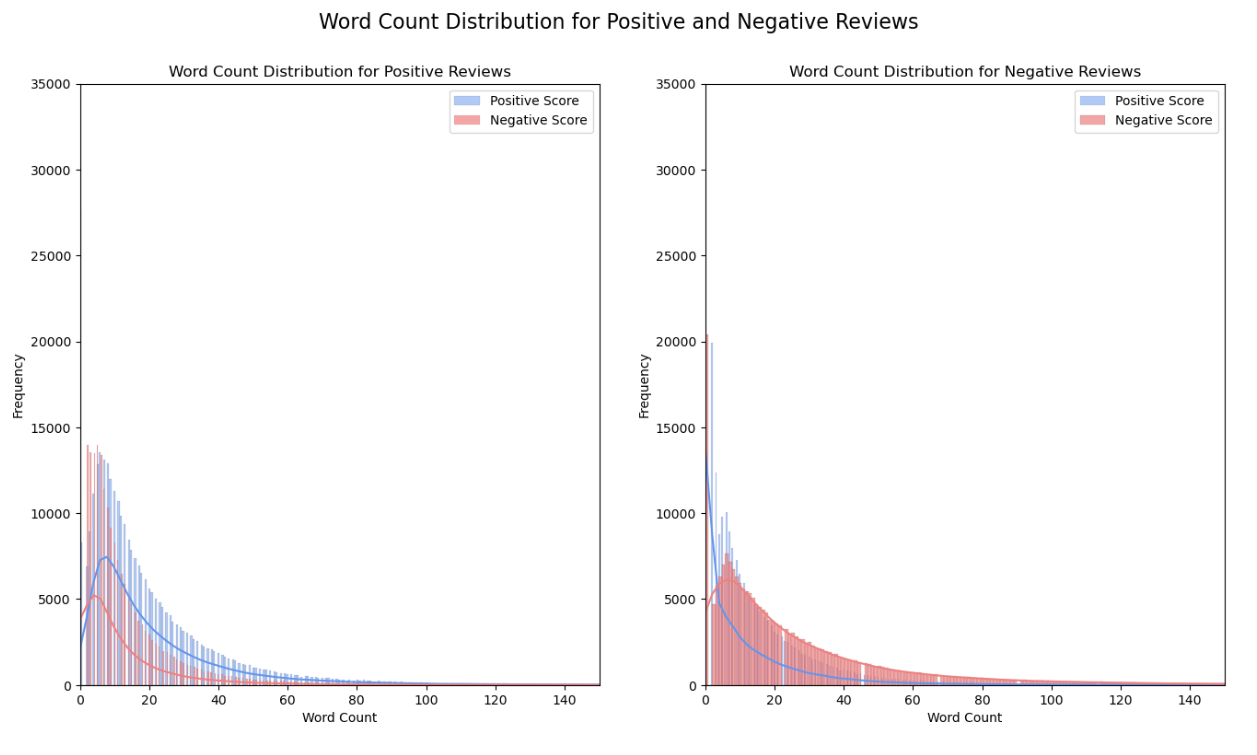 Word Count Distribution for Positive and Negative Reviews
Word Count Distribution for Positive Reviews
35000
30000
25000
20000
15000
10000
5000
0
Frequency
Positive Score
Negative Score
0 20 40 60 80 100 120 140
Word Count
Word Count Distribution for Negative Reviews
35000
30000
25000
20000
15000
10000
5000
0
Frequency
Positive Score
Negative Score
0 20 40 60 80 100 120 140
Word Count